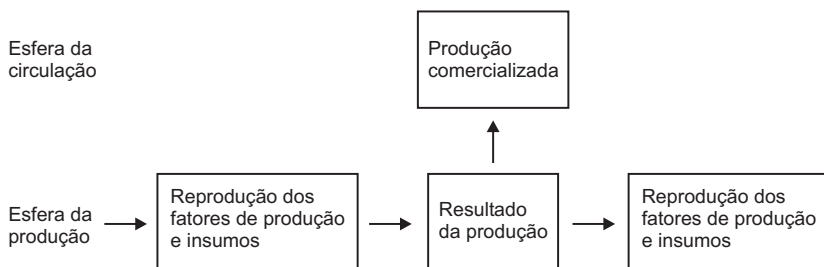 Esfera da
circulação
Produção
comercializada
Esfera da
produção
Reprodução dos
fatores de produção
e insumos
Resultado
da produção
Reprodução dos
fatores de produção
e insumos